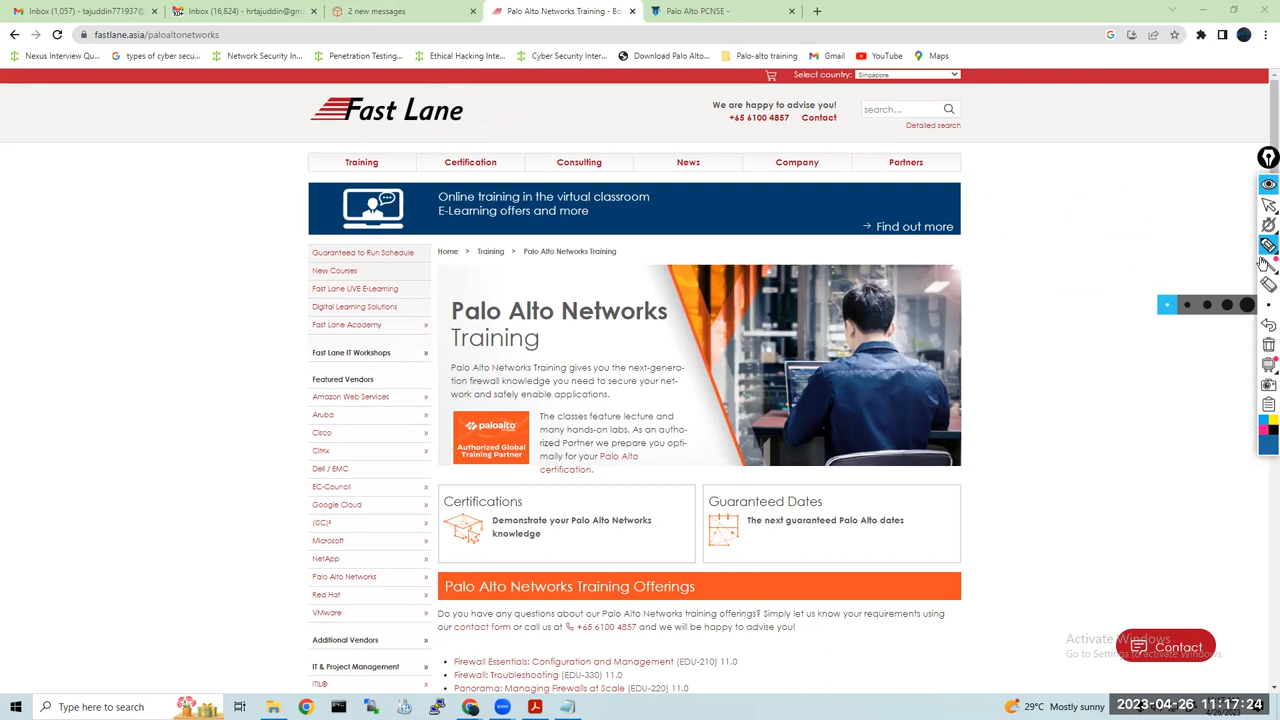 Inbox (1,057) - tajuddin771937@
Inbox (16,824) - hrtajuddin@gm
2 new messages
Palo Alto Networks Training - Bo
Palo Alto PCNSE -
fastlane.asia/paloaltonetworks
Nexus Interview Qu...
types of cyber secu...
Network Security In...
Penetration Testing...
Ethical Hacking Inte...
Cyber Security Inter...
Download Palo Alto...
Palo-alto training
Gmail
YouTube
Maps
Select country:
Singapore
Fast Lane
We are happy to advise you!
+65 6100 4857 Contact
search...
Detailed search
Training
Certification
Consulting
News
Company
Partners
Online training in the virtual classroom
E-Learning offers and more
→ Find out more
Guaranteed to Run Schedule
New Courses
Fast Lane LIVE E-Learning
Digital Learning Solutions
Fast Lane Academy »
Fast Lane IT Workshops »
Featured Vendors
Amazon Web Services »
Aruba »
Cisco »
Citrix »
Dell / EMC
EC-Council »
Google Cloud »
(ISC)² »
Microsoft »
NetApp »
Palo Alto Networks »
Red Hat »
VMware »
Additional Vendors »
IT & Project Management »
ITIL®
Home › Training › Palo Alto Networks Training
Palo Alto Networks
Training
Palo Alto Networks Training gives you the next-genera-
tion firewall knowledge you need to secure your net-
work and safely enable applications.
paloalto
NETWORKS
Authorized Global
Training Partner
The classes feature lecture and
many hands-on labs. As an autho-
rized Partner we prepare you opti-
mally for your Palo Alto
certification.
Certifications
Demonstrate your Palo Alto Networks
knowledge
Guaranteed Dates
The next guaranteed Palo Alto dates
Palo Alto Networks Training Offerings
Do you have any questions about our Palo Alto Networks training offerings? Simply let us know your requirements using
our contact form or call us at +65 6100 4857 and we will be happy to advise you!
• Firewall Essentials: Configuration and Management (EDU-210) 11.0
• Firewall: Troubleshooting (EDU-330) 11.0
• Panorama: Managing Firewalls at Scale (EDU-220) 11.0
Activate Windows
Go to Settings to activate Windows.
Contact
Type here to search
29°C Mostly sunny
2023-04-26 11:17:24